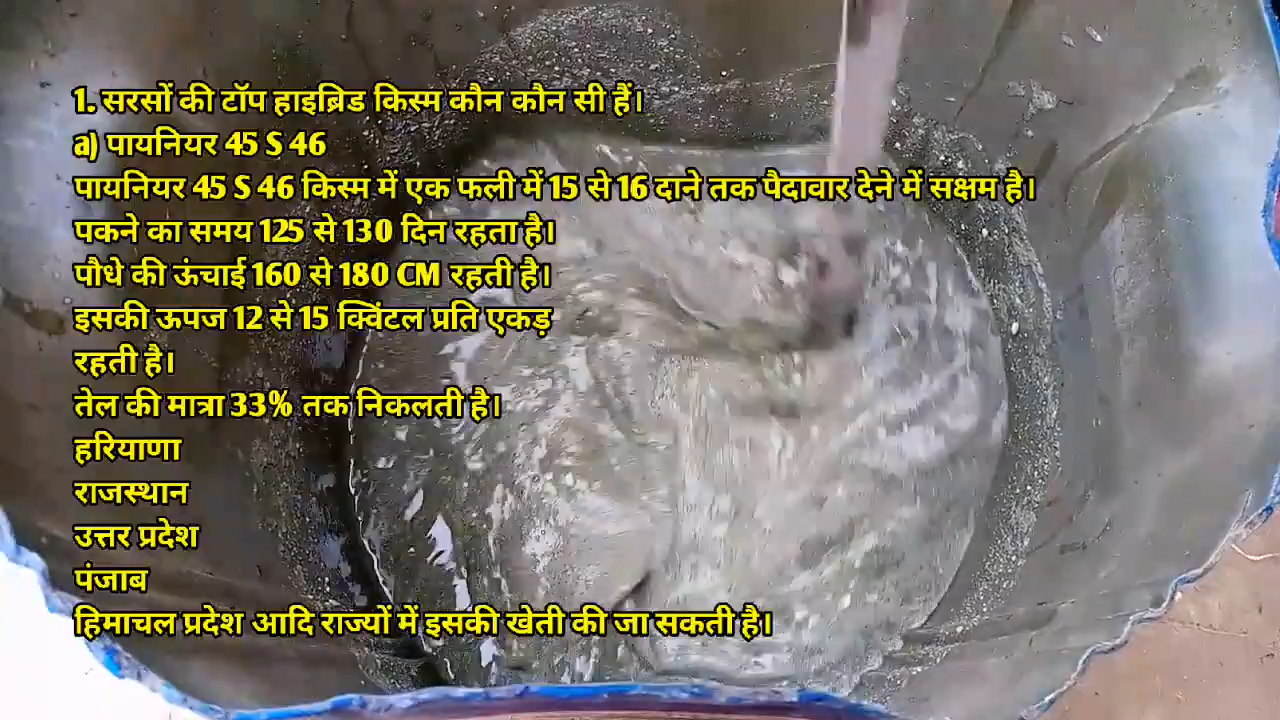 1. सरसों की टॉप हाइब्रिड किस्म कौन कौन सी हैं।
a) पायनियर 45 S 46
पायनियर 45 S 46 किस्म में एक फली में 15 से 16 दाने तक पैदावार देने में सक्षम है।
पकने का समय 125 से 130 दिन रहता है।
पौधे की ऊंचाई 160 से 180 CM रहती है।
इसकी ऊपज 12 से 15 क्विंटल प्रति एकड़
रहती है।
तेल की मात्रा 33% तक निकलती है।
हरियाणा
राजस्थान
उत्तर प्रदेश
पंजाब
हिमाचल प्रदेश आदि राज्यों में इसकी खेती की जा सकती है।